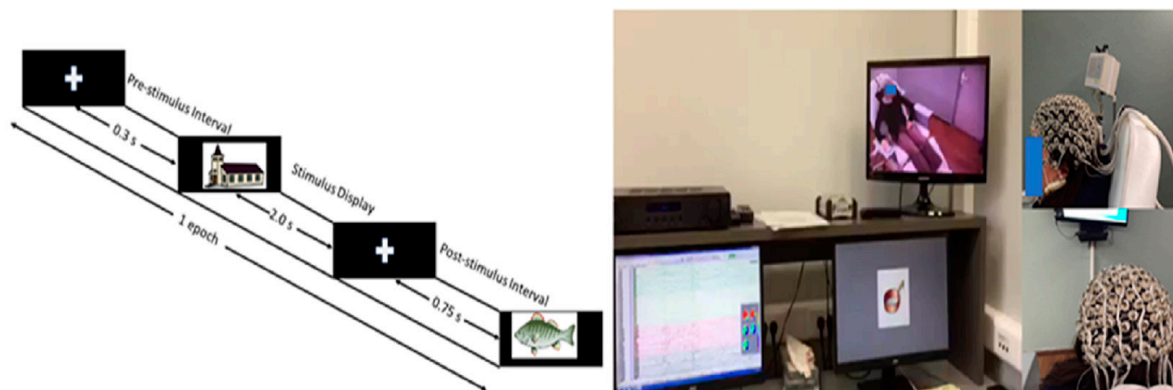 Pre-stimulus Interval
0.3 s
Stimulus Display
2.0 s
1 epoch
Post-stimulus Interval
0.75 s